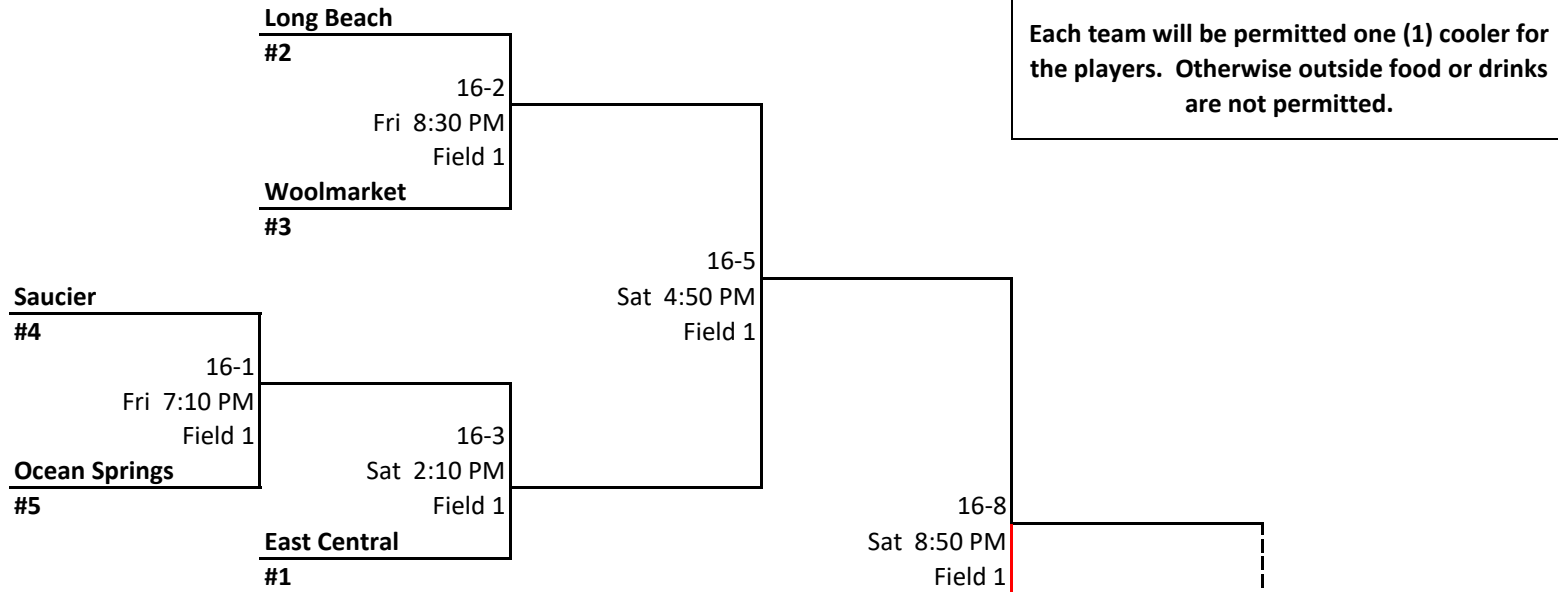 Long Beach
#2
16-2
Fri  8:30 PM
Field 1
Woolmarket
#3
Each team will be permitted one (1) cooler for
the players.  Otherwise outside food or drinks
are not permitted.
16-5
Sat  4:50 PM
Field 1
Saucier
#4
16-1
Fri  7:10 PM
Field 1
Ocean Springs
#5
16-3
Sat  2:10 PM
Field 1
East Central
#1
16-8
Sat  8:50 PM
Field 1